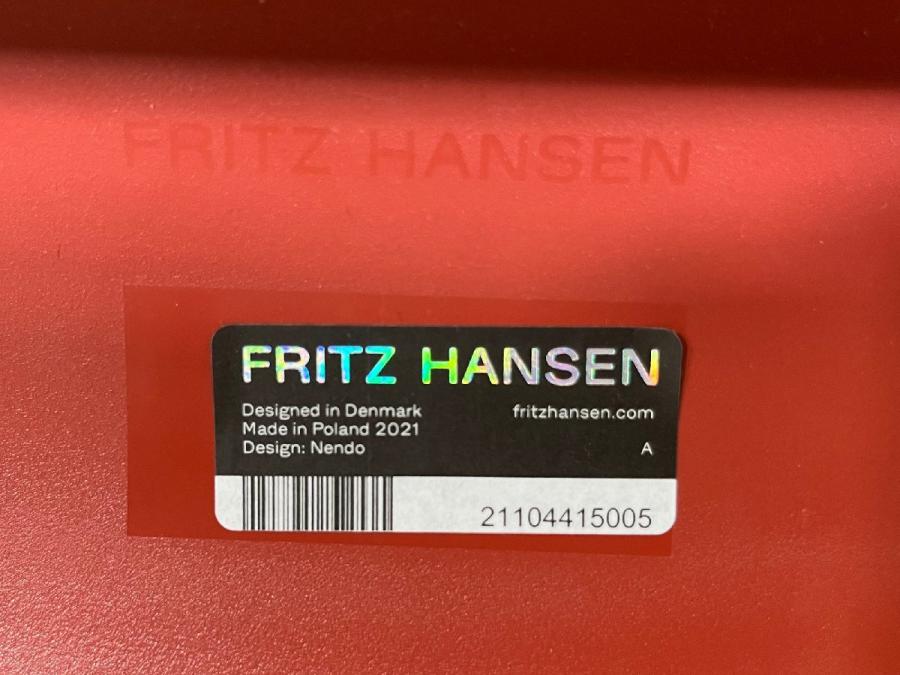 FRITZ HANSEN
FRITZ HANSEN
Designed in Denmark
Made in Poland 2021
Design: Nendo
fritzhansen.com
A
21104415005